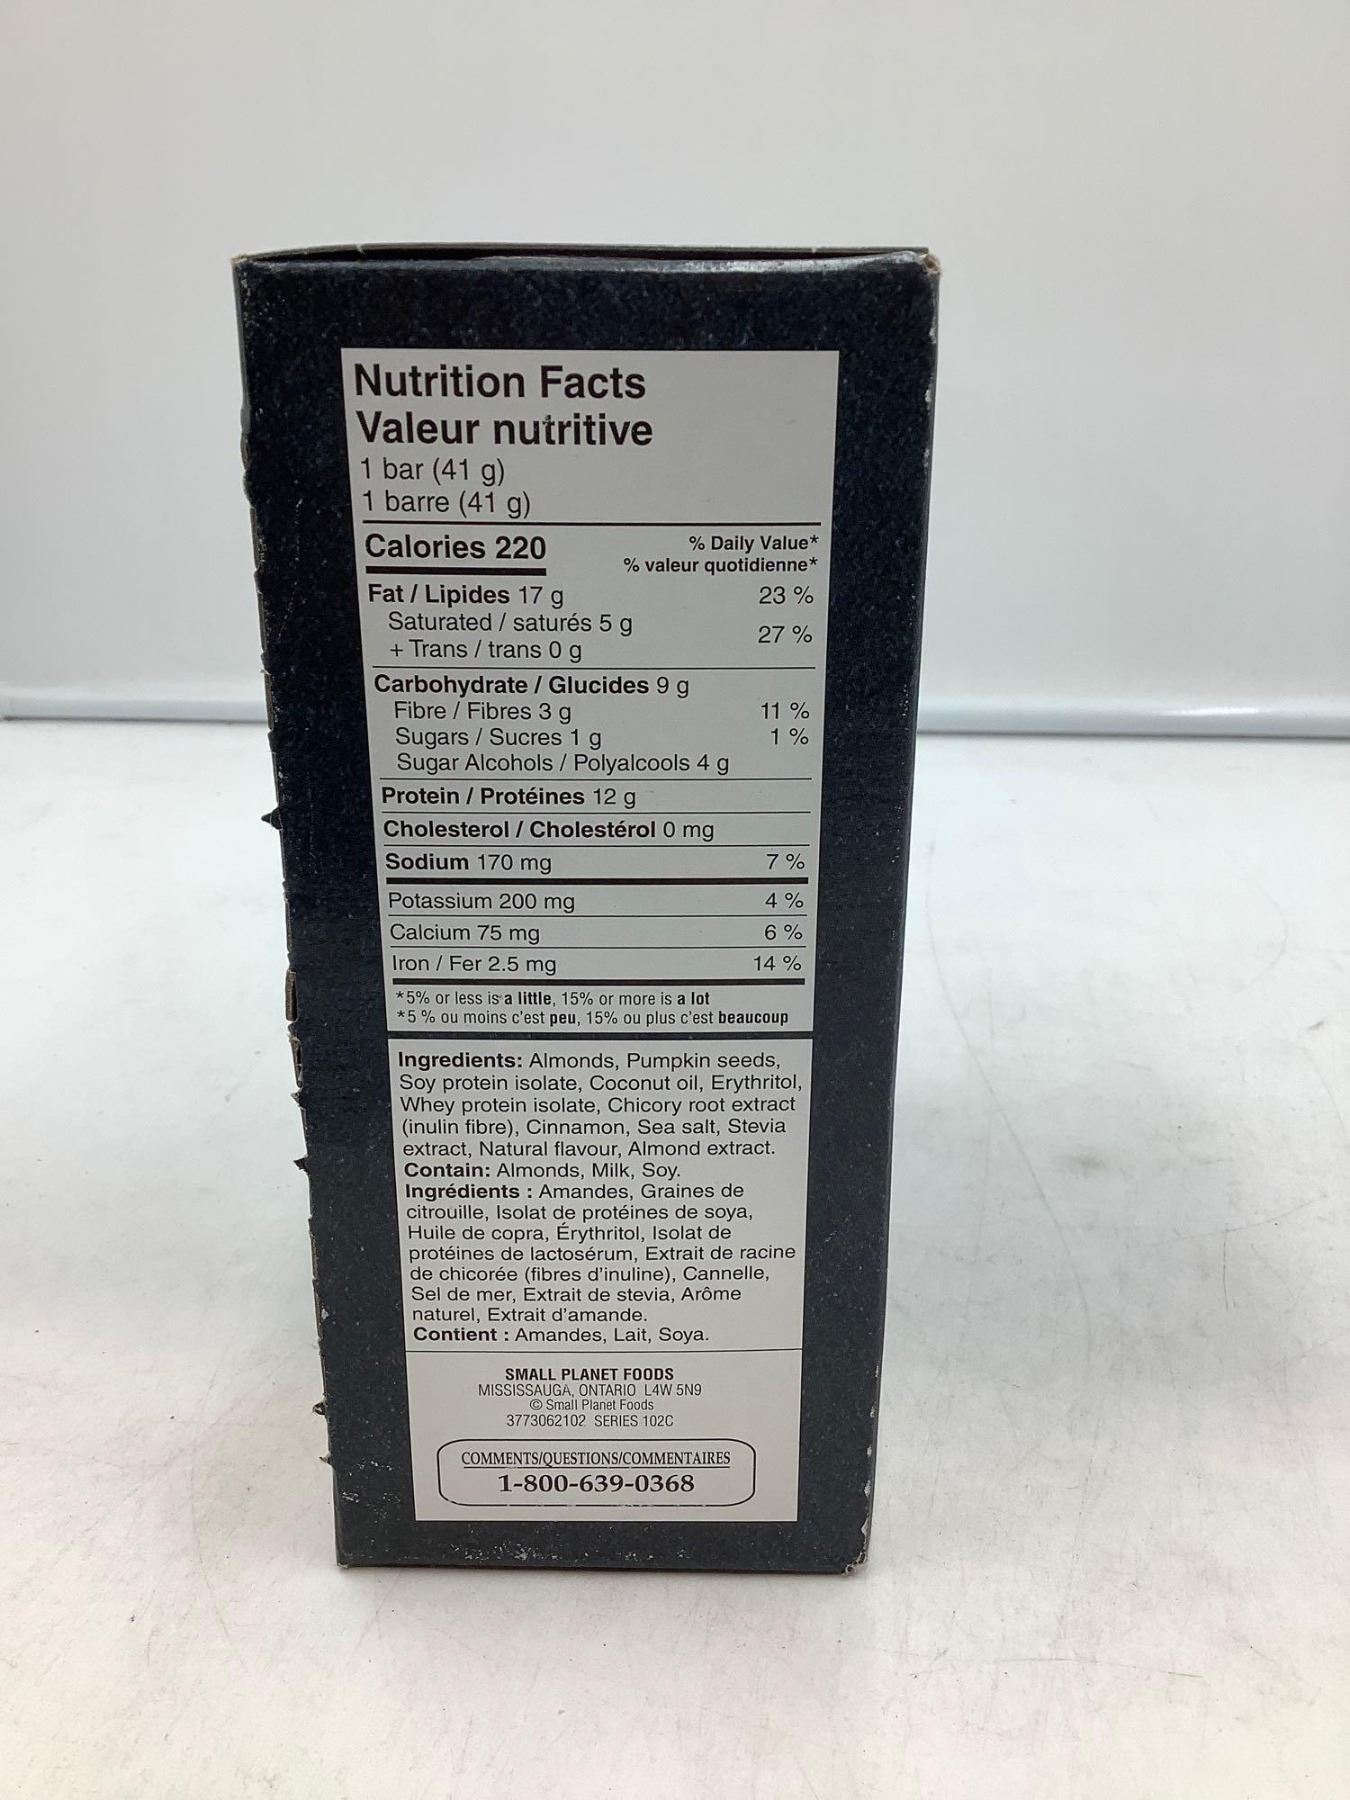 Nutrition Facts
Valeur nutritive
1 bar (41 g)
1 barre (41 g)
Calories 220
% Daily Value*
% valeur quotidienne*
Fat / Lipides 17 g 23 %
Saturated / saturés 5 g
+ Trans / trans 0 g 27 %
Carbohydrate / Glucides 9 g
Fibre / Fibres 3 g 11 %
Sugars / Sucres 1 g 1 %
Sugar Alcohols / Polyalcools 4 g
Protein / Protéines 12 g
Cholesterol / Cholestérol 0 mg
Sodium 170 mg 7 %
Potassium 200 mg 4 %
Calcium 75 mg 6 %
Iron / Fer 2.5 mg 14 %
*5% or less is a little, 15% or more is a lot
*5 % ou moins c'est peu, 15% ou plus c'est beaucoup
Ingredients: Almonds, Pumpkin seeds,
Soy protein isolate, Coconut oil, Erythritol,
Whey protein isolate, Chicory root extract
(inulin fibre), Cinnamon, Sea salt, Stevia
extract, Natural flavour, Almond extract.
Contain: Almonds, Milk, Soy.
Ingrédients : Amandes, Graines de
citrouille, Isolat de protéines de soya,
Huile de copra, Érythritol, Isolat de
protéines de lactosérum, Extrait de racine
de chicorée (fibres d'inuline), Cannelle,
Sel de mer, Extrait de stevia, Arôme
naturel, Extrait d'amande.
Contient : Amandes, Lait, Soya.
SMALL PLANET FOODS
MISSISSAUGA, ONTARIO L4W 5N9
© Small Planet Foods
3773062102 SERIES 102C
COMMENTS/QUESTIONS/COMMENTAIRES
1-800-639-0368